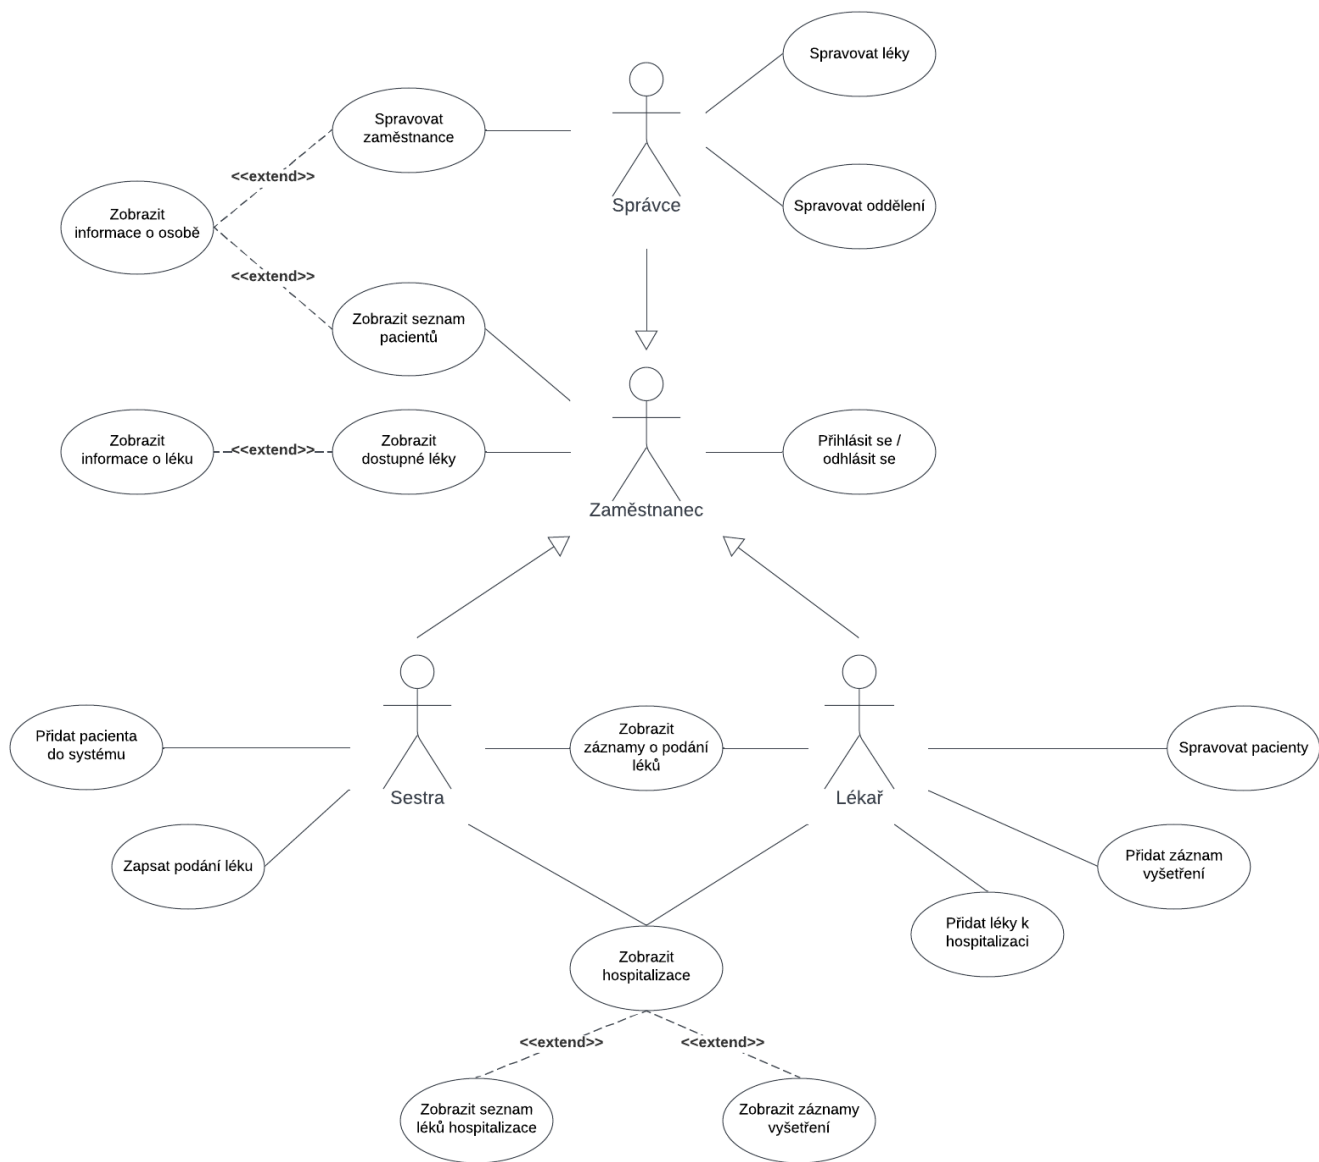 Spravovat léky
Spravovat
zaměstnance
<<extend>>
Správce
Spravovat oddělení
Zobrazit
informace o osobě
<<extend>>
Zobrazit seznam
pacientů
Zobrazit
informace o léku
<<extend>>
Zobrazit
dostupné léky
Přihlásit se /
odhlásit se
Zaměstnanec
Přidat pacienta
do systému
Zobrazit
záznamy o podání
léků
Spravovat pacienty
Sestra
Lékař
Zapsat podání léku
Přidat záznam
vyšetření
Přidat léky k
hospitalizaci
Zobrazit
hospitalizace
<<extend>>
<<extend>>
Zobrazit seznam
léků hospitalizace
Zobrazit záznamy
vyšetření